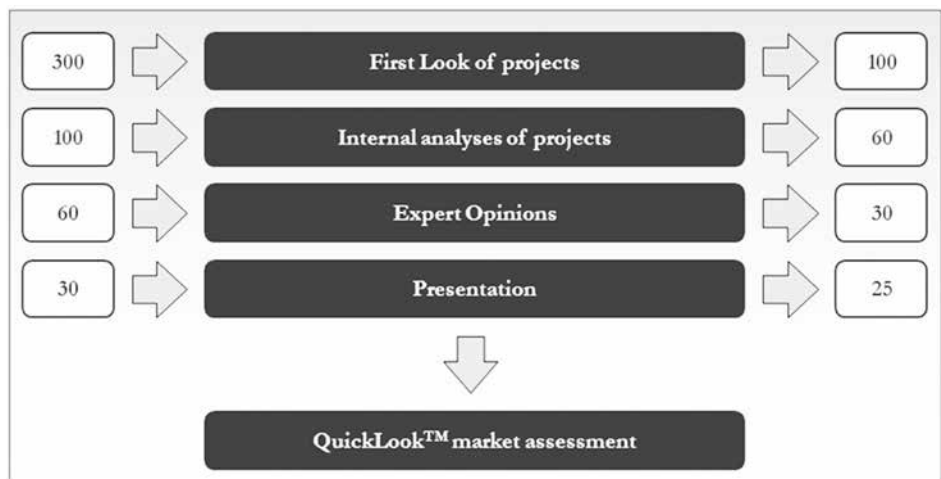 300 First Look of projects 100
100 Internal analyses of projects 60
60 Expert Opinions 30
30 Presentation 25
QuickLook™ market assessment